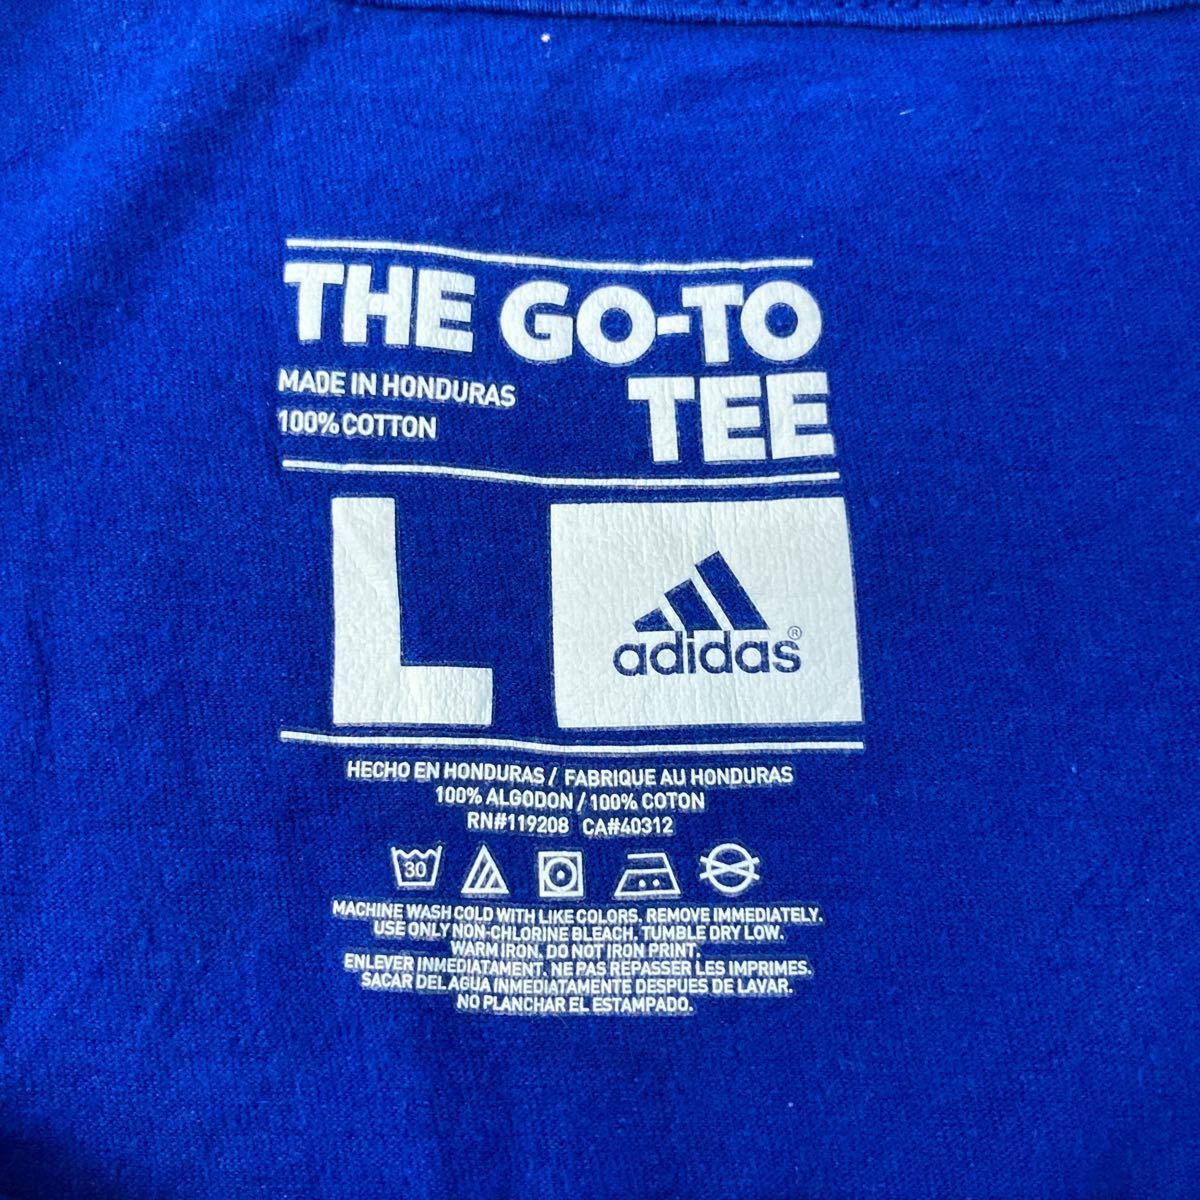 THE GO-TO
TEE
MADE IN HONDURAS
100% COTTON
L
adidas®
HECHO EN HONDURAS / FABRIQUE AU HONDURAS
100% ALGODON / 100% COTON
RN#119208 CA#40312
30
MACHINE WASH COLD WITH LIKE COLORS. REMOVE IMMEDIATELY.
USE ONLY NON-CHLORINE BLEACH. TUMBLE DRY LOW.
WARM IRON. DO NOT IRON PRINT.
ENLEVER INMEDIATAMENT. NE PAS REPASSER LES IMPRIMES.
SACAR DEL AGUA INMEDIATAMENTE DESPUES DE LAVAR.
NO PLANCHAR EL ESTAMPADO.